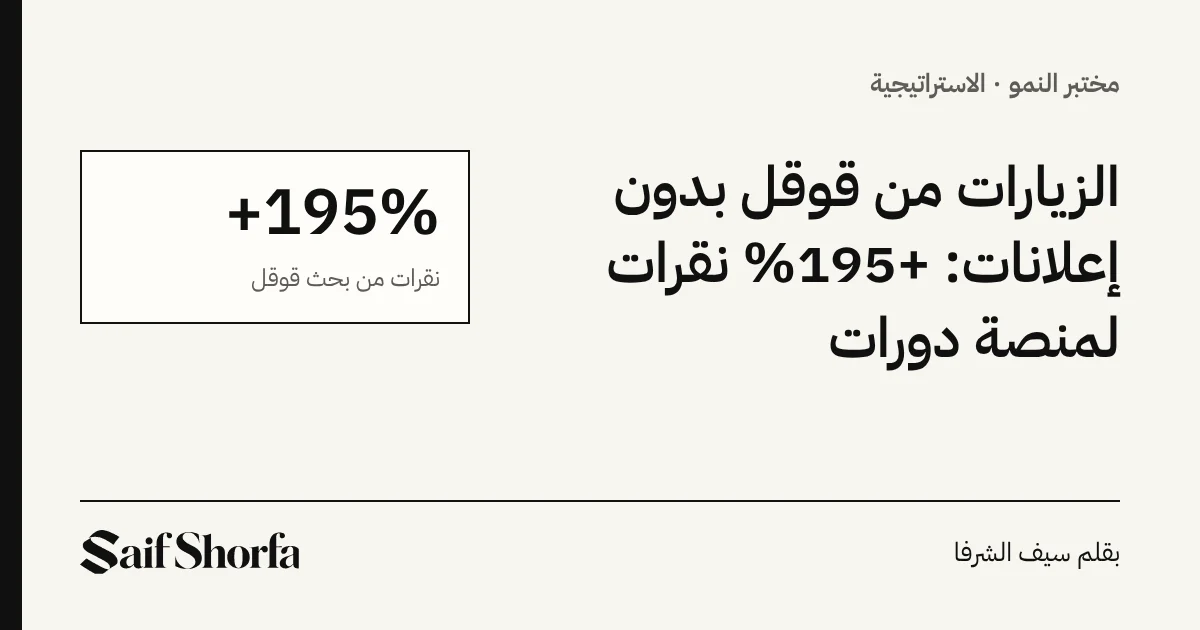 مختبر النمو · الاستراتيجية
الزيارات من قوقل بدون
إعلانات: +195% نقرات
لمنصة دورات
+195%
نقرات من بحث قوقل
بقلم سيف الشرفا
Saif Shorfa